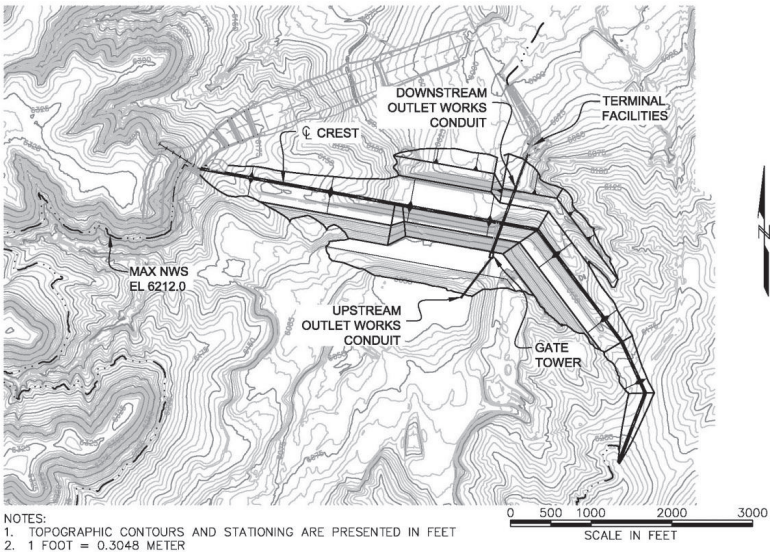 DOWNSTREAM
OUTLET WORKS
CONDUIT
TERMINAL
FACILITIES
℄ CREST
MAX NWS
EL 6212.0
UPSTREAM
OUTLET WORKS
CONDUIT
GATE
TOWER
N
NOTES:
1. TOPOGRAPHIC CONTOURS AND STATIONING ARE PRESENTED IN FEET
2. 1 FOOT = 0.3048 METER
0 500 1000 2000 3000
SCALE IN FEET